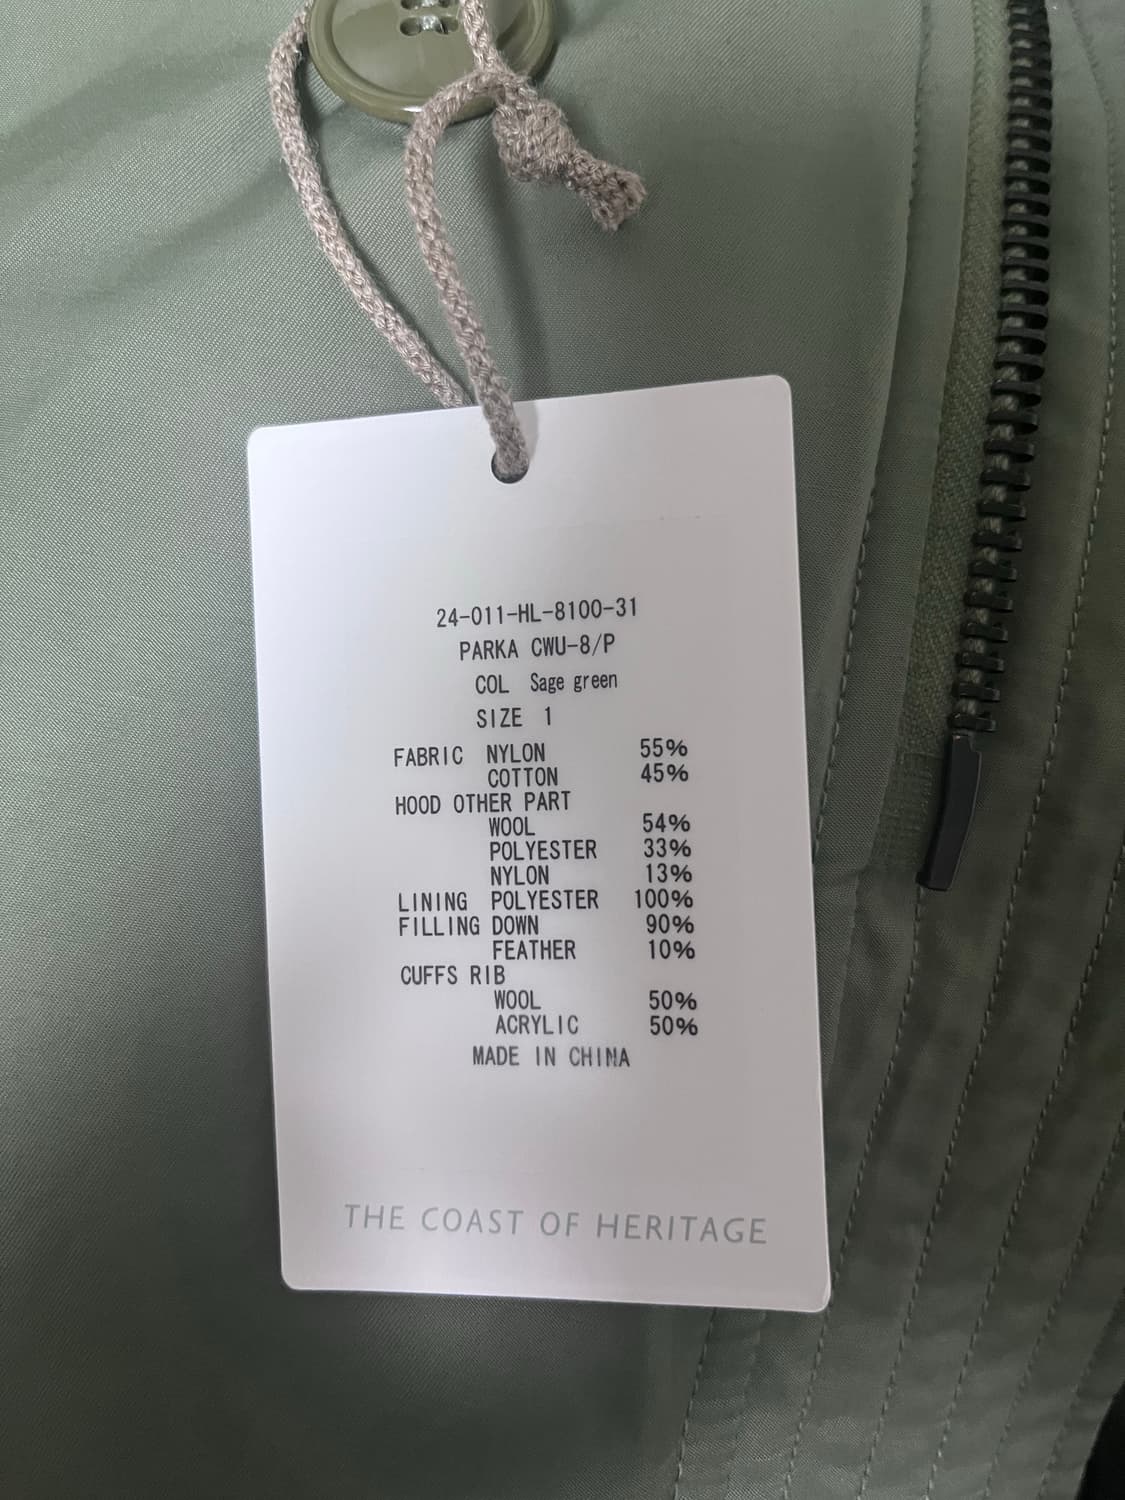 24-011-HL-8100-31
PARKA CWU-8/P
COL Sage green
SIZE 1
FABRIC NYLON 55%
COTTON 45%
HOOD OTHER PART
WOOL 54%
POLYESTER 33%
NYLON 13%
LINING POLYESTER 100%
FILLING DOWN 90%
FEATHER 10%
CUFFS RIB
WOOL 50%
ACRYLIC 50%
MADE IN CHINA
THE COAST OF HERITAGE